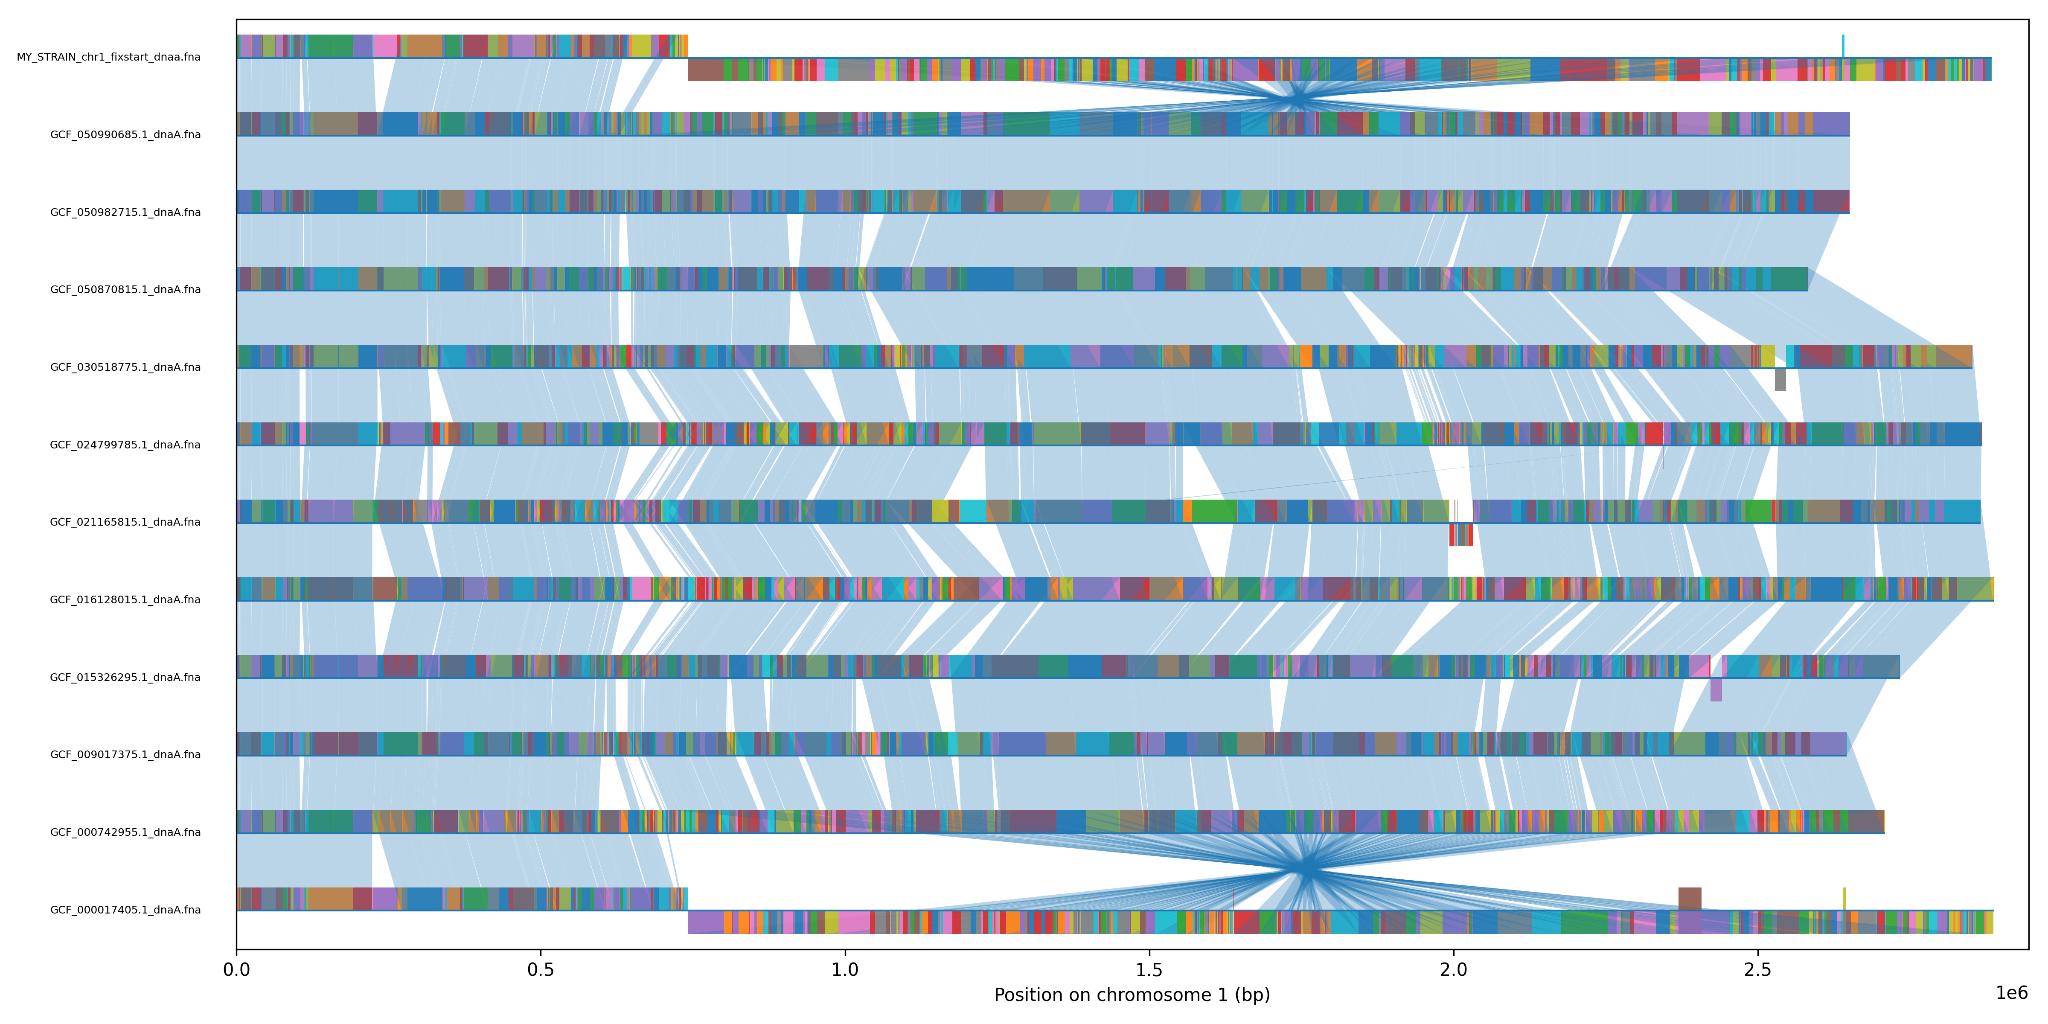 MY_STRAIN_chr1_fixstart_dnaa.fna
GCF_050990685.1_dnaA.fna
GCF_050982715.1_dnaA.fna
GCF_050870815.1_dnaA.fna
GCF_030518775.1_dnaA.fna
GCF_024799785.1_dnaA.fna
GCF_021165815.1_dnaA.fna
GCF_016128015.1_dnaA.fna
GCF_015326295.1_dnaA.fna
GCF_009017375.1_dnaA.fna
GCF_000742955.1_dnaA.fna
GCF_000017405.1_dnaA.fna
0.0 0.5 1.0 1.5 2.0 2.5
Position on chromosome 1 (bp)
1e6